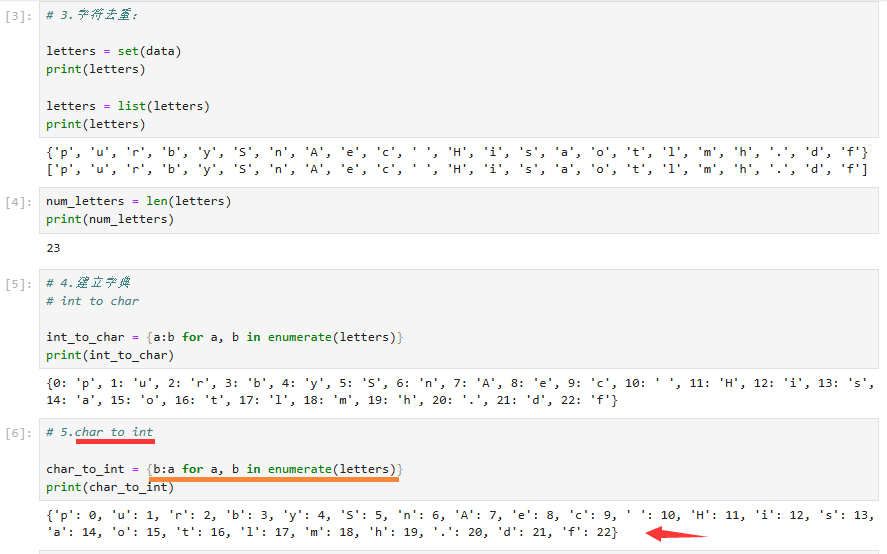 [3]:
# 3.字符去重：
letters = set(data)
print(letters)
letters = list(letters)
print(letters)
{'p', 'u', 'r', 'b', 'y', 'S', 'n', 'A', 'e', 'c', ' ', 'H', 'i', 's', 'a', 'o', 't', 'l', 'm', 'h', '.', 'd', 'f'}
['p', 'u', 'r', 'b', 'y', 'S', 'n', 'A', 'e', 'c', ' ', 'H', 'i', 's', 'a', 'o', 't', 'l', 'm', 'h', '.', 'd', 'f']
[4]:
num_letters = len(letters)
print(num_letters)
23
[5]:
# 4.建立字典
# int to char
int_to_char = {a:b for a, b in enumerate(letters)}
print(int_to_char)
{0: 'p', 1: 'u', 2: 'r', 3: 'b', 4: 'y', 5: 'S', 6: 'n', 7: 'A', 8: 'e', 9: 'c', 10: ' ', 11: 'H', 12: 'i', 13: 's',
14: 'a', 15: 'o', 16: 't', 17: 'l', 18: 'm', 19: 'h', 20: '.', 21: 'd', 22: 'f'}
[6]:
# 5.char to int
char_to_int = {b:a for a, b in enumerate(letters)}
print(char_to_int)
{'p': 0, 'u': 1, 'r': 2, 'b': 3, 'y': 4, 'S': 5, 'n': 6, 'A': 7, 'e': 8, 'c': 9, ' ': 10, 'H': 11, 'i': 12, 's': 13,
'a': 14, 'o': 15, 't': 16, 'l': 17, 'm': 18, 'h': 19, '.': 20, 'd': 21, 'f': 22}